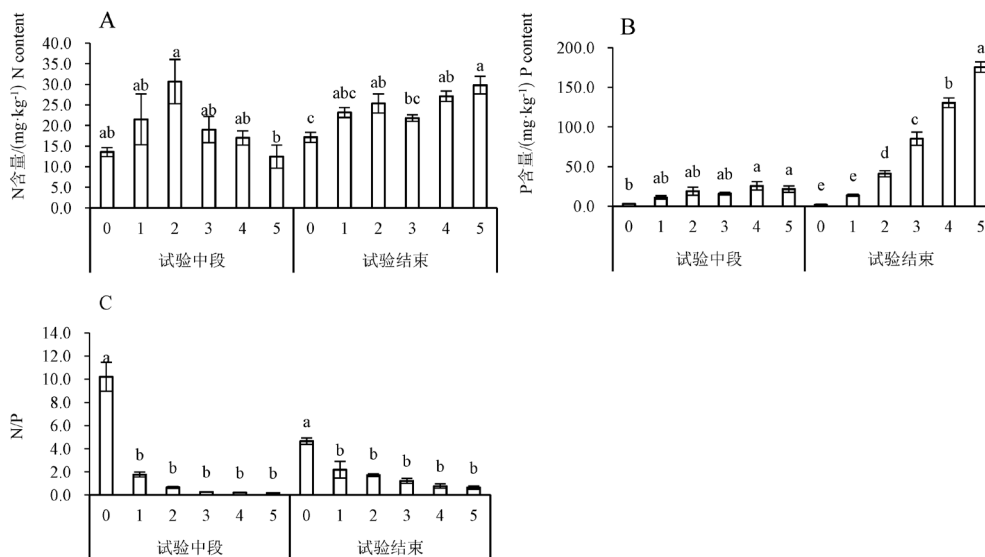 A
N含量/(mg·kg⁻¹) N content
40.0
35.0
30.0
25.0
20.0
15.0
10.0
5.0
0.0
ab ab a ab ab b c abc ab bc ab a
0 1 2 3 4 5 0 1 2 3 4 5
试验中段 试验结束
B
P含量/(mg·kg⁻¹) P content
200.0
150.0
100.0
50.0
0.0
b ab ab ab a a e e d c b a
0 1 2 3 4 5 0 1 2 3 4 5
试验中段 试验结束
C
N/P
14.0
12.0
10.0
8.0
6.0
4.0
2.0
0.0
a b b b b b a b b b b b
0 1 2 3 4 5 0 1 2 3 4 5
试验中段 试验结束